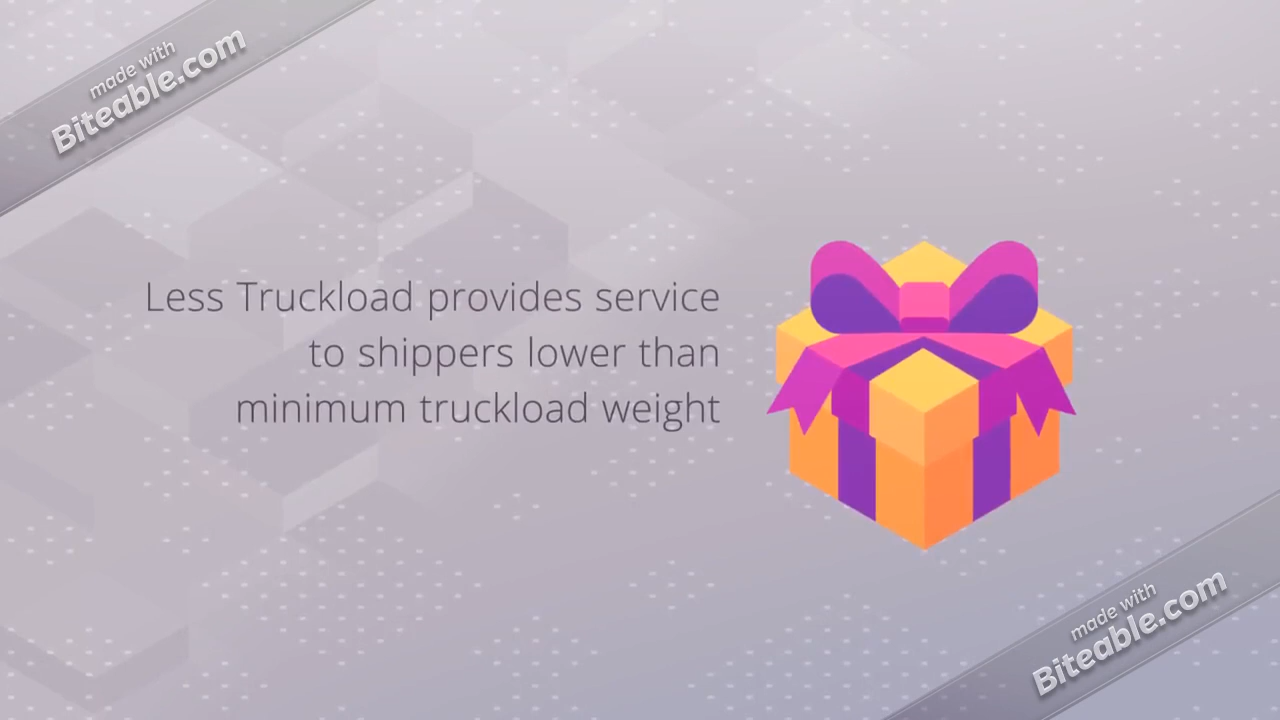 made with
Biteable.com
Less Truckload provides service
to shippers lower than
minimum truckload weight
made with
Biteable.com